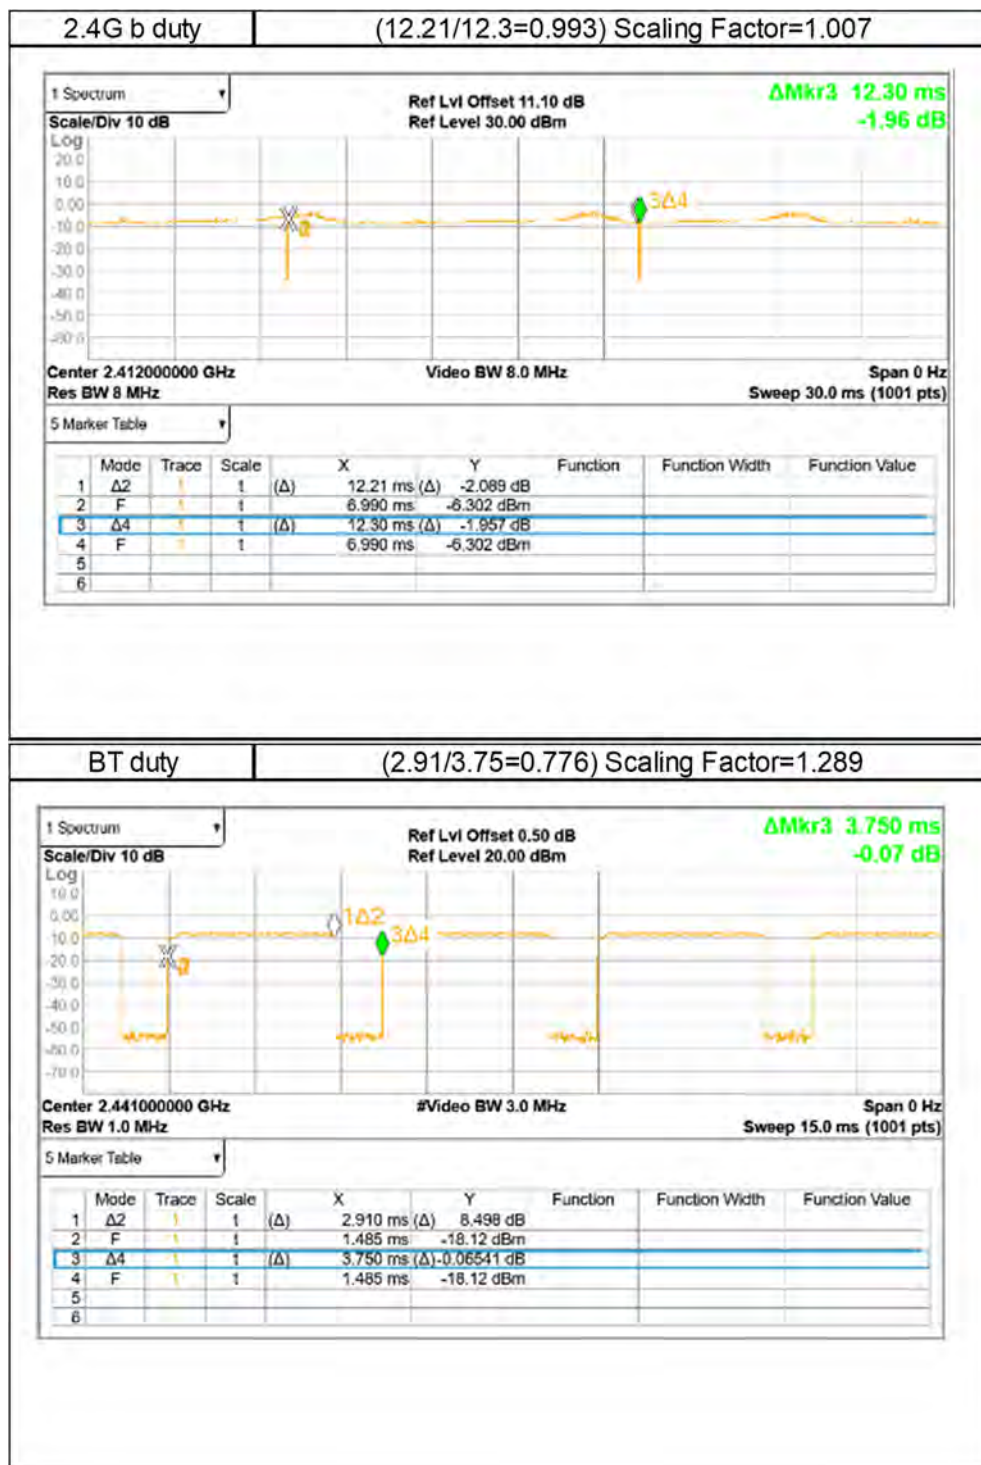 2.4G b duty (12.21/12.3=0.993) Scaling Factor=1.007
1 Spectrum
Scale/Div 10 dB
Ref Lvl Offset 11.10 dB
Ref Level 30.00 dBm
ΔMkr3 12.30 ms
-1.96 dB
Log
20.0
10.0
0.00
-10.0
-20.0
-30.0
-40.0
-50.0
-60.0
3Δ4
Center 2.412000000 GHz
Res BW 8 MHz
Video BW 8.0 MHz
Span 0 Hz
Sweep 30.0 ms (1001 pts)
5 Marker Table
Mode Trace Scale X Y Function Function Width Function Value
1 Δ2 1 t (Δ) 12.21 ms (Δ) -2.089 dB
2 F 1 t 6.990 ms -6.302 dBm
3 Δ4 1 t (Δ) 12.30 ms (Δ) -1.957 dB
4 F 1 t 6.990 ms -6.302 dBm
5
6
BT duty (2.91/3.75=0.776) Scaling Factor=1.289
1 Spectrum
Scale/Div 10 dB
Ref Lvl Offset 0.50 dB
Ref Level 20.00 dBm
ΔMkr3 3.750 ms
-0.07 dB
Log
10.0
0.00
-10.0
-20.0
-30.0
-40.0
-50.0
-60.0
-70.0
1Δ2
3Δ4
Center 2.441000000 GHz
Res BW 1.0 MHz
#Video BW 3.0 MHz
Span 0 Hz
Sweep 15.0 ms (1001 pts)
5 Marker Table
Mode Trace Scale X Y Function Function Width Function Value
1 Δ2 1 t (Δ) 2.910 ms (Δ) 8.498 dB
2 F 1 t 1.485 ms -18.12 dBm
3 Δ4 1 t (Δ) 3.750 ms (Δ) -0.06541 dB
4 F 1 t 1.485 ms -18.12 dBm
5
6